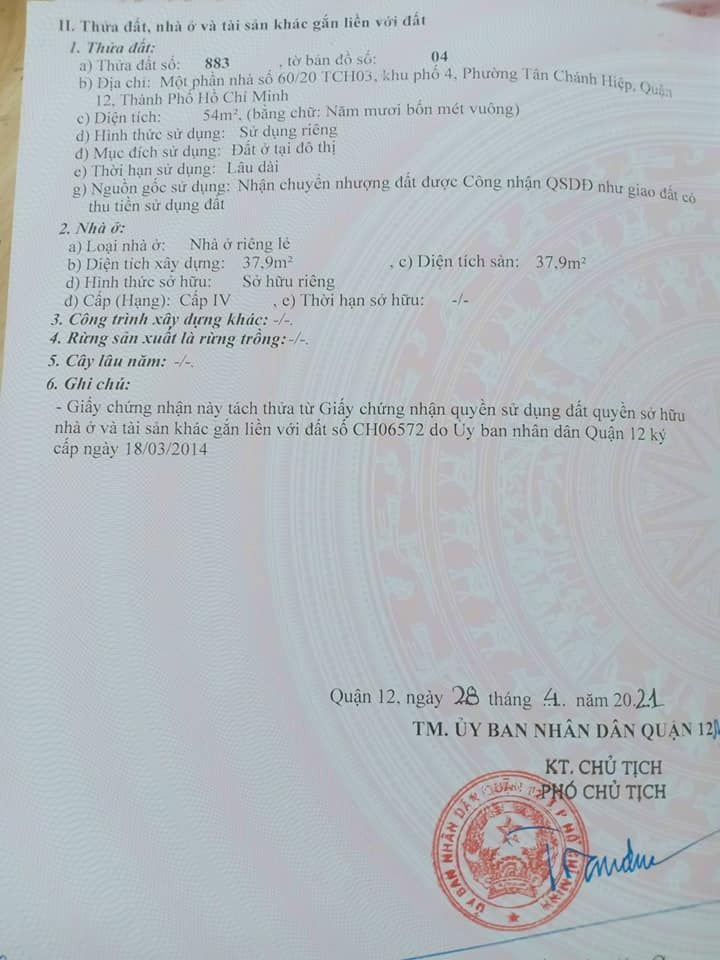 II. Thửa đất, nhà ở và tài sản khác gắn liền với đất
1. Thửa đất:
a) Thửa đất số: 883 , tờ bản đồ số: 04
b) Địa chỉ: Một phần nhà số 60/20 TCH03, khu phố 4, Phường Tân Chánh Hiệp, Quận
12, Thành Phố Hồ Chí Minh
c) Diện tích: 54m², (bằng chữ: Năm mươi bốn mét vuông)
d) Hình thức sử dụng: Sử dụng riêng
đ) Mục đích sử dụng: Đất ở tại đô thị
e) Thời hạn sử dụng: Lâu dài
g) Nguồn gốc sử dụng: Nhận chuyển nhượng đất được Công nhận QSDĐ như giao đất có
thu tiền sử dụng đất
2. Nhà ở:
a) Loại nhà ở: Nhà ở riêng lẻ
b) Diện tích xây dựng: 37,9m² , c) Diện tích sàn: 37,9m²
d) Hình thức sở hữu: Sở hữu riêng
đ) Cấp (Hạng): Cấp IV , e) Thời hạn sở hữu: -/-
3. Công trình xây dựng khác: -/-.
4. Rừng sản xuất là rừng trồng:-/-.
5. Cây lâu năm: -/-.
6. Ghi chú:
- Giấy chứng nhận này tách thửa từ Giấy chứng nhận quyền sử dụng đất quyền sở hữu
nhà ở và tài sản khác gắn liền với đất số CH06572 do Ủy ban nhân dân Quận 12 ký
cấp ngày 18/03/2014
Quận 12, ngày 28 tháng 4. năm 2021
TM. ỦY BAN NHÂN DÂN QUẬN 12
KT. CHỦ TỊCH
PHÓ CHỦ TỊCH
ỦY BAN NHÂN DÂN QUẬN 12 T.P HỒ CHÍ MINH